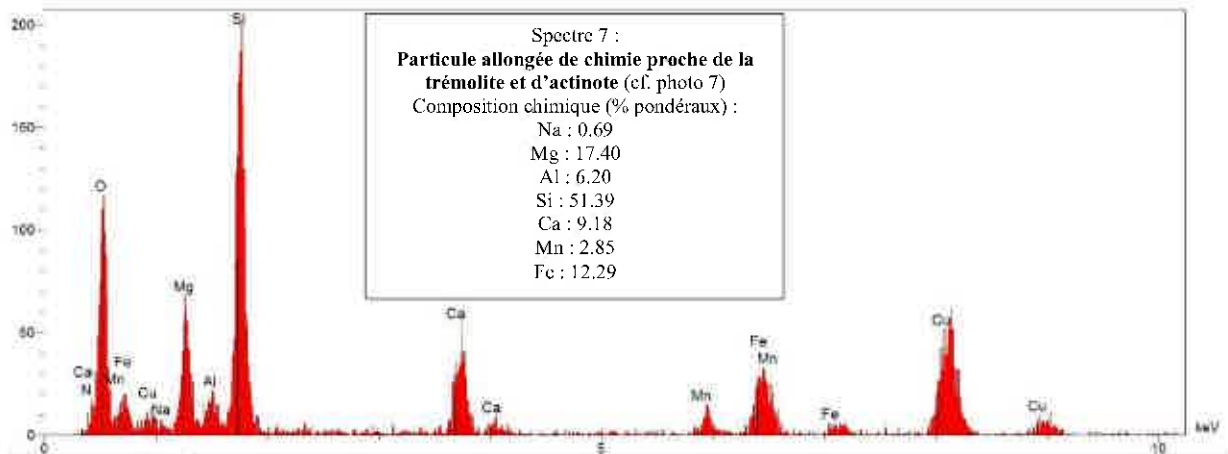 200
Si
Spectre 7 :
Particule allongée de chimie proche de la
trémolite et d'actinote (cf. photo 7)
Composition chimique (% pondéraux) :
Na : 0.69
Mg : 17.40
Al : 6.20
Si : 51.39
Ca : 9.18
Mn : 2.85
Fe : 12.29
150
O
100
Mg
50
Ca
Fe
Mn
Cu
Ca
N
Fe
Mn
Cu
Na
Al
Ca
Mn
Fe
Cu
0
0
5
10
keV